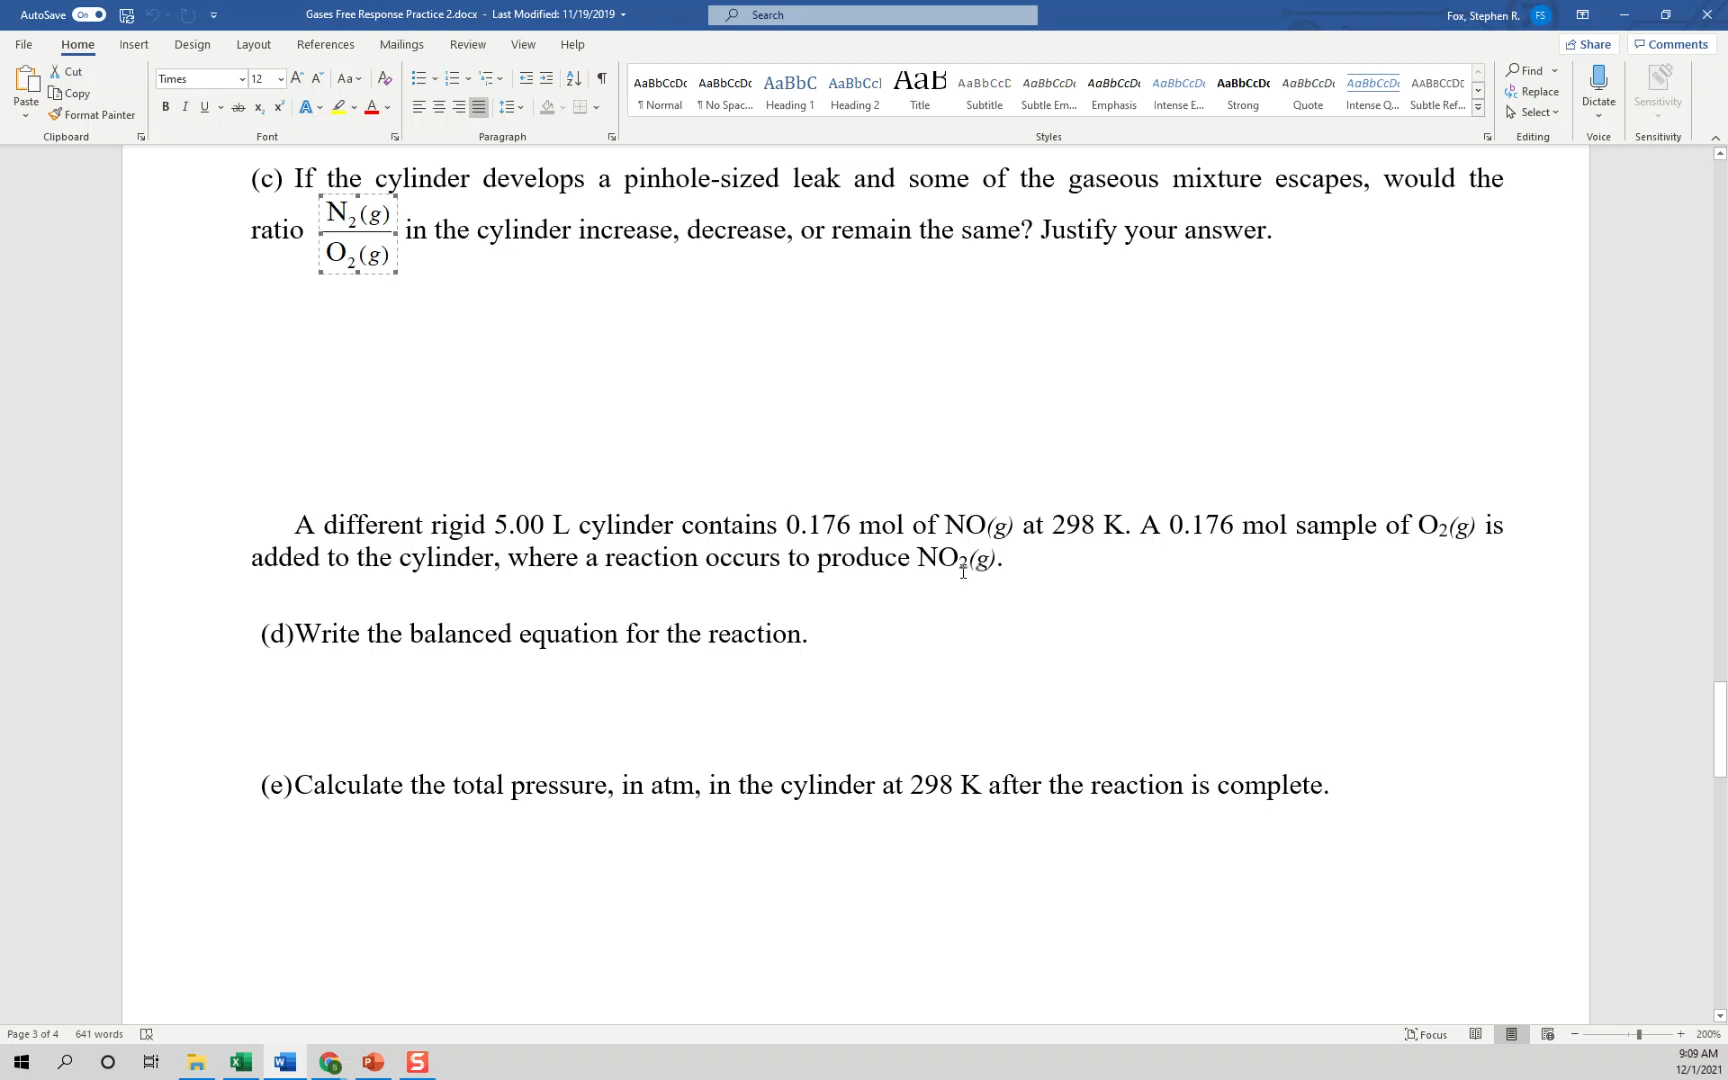 AutoSave On Gases Free Response Practice 2.docx - Last Modified: 11/19/2019 Search Fox, Stephen R. FS
File Home Insert Design Layout References Mailings Review View Help Share Comments
Paste Cut Copy Format Painter
Times 12 Aa
B I U ab x₂ x² A A
AaBbCcDc AaBbCcDc AaBbC AaBbCcl AaB AaBbCcD AaBbCcDc AaBbCcDc AaBbCcDc AaBbCcDc AaBbCcDc AaBbCcDc AABBCCDC
¶ Normal ¶ No Spac... Heading 1 Heading 2 Title Subtitle Subtle Em... Emphasis Intense E... Strong Quote Intense Q... Subtle Ref...
Find Replace Select Dictate Sensitivity
Clipboard Font Paragraph Styles Editing Voice Sensitivity
(c) If the cylinder develops a pinhole-sized leak and some of the gaseous mixture escapes, would the
ratio N₂(g) / O₂(g) in the cylinder increase, decrease, or remain the same? Justify your answer.
A different rigid 5.00 L cylinder contains 0.176 mol of NO(g) at 298 K. A 0.176 mol sample of O₂(g) is
added to the cylinder, where a reaction occurs to produce NO₂(g).
(d)Write the balanced equation for the reaction.
(e)Calculate the total pressure, in atm, in the cylinder at 298 K after the reaction is complete.
Page 3 of 4 641 words Focus 200%
9:09 AM
12/1/2021